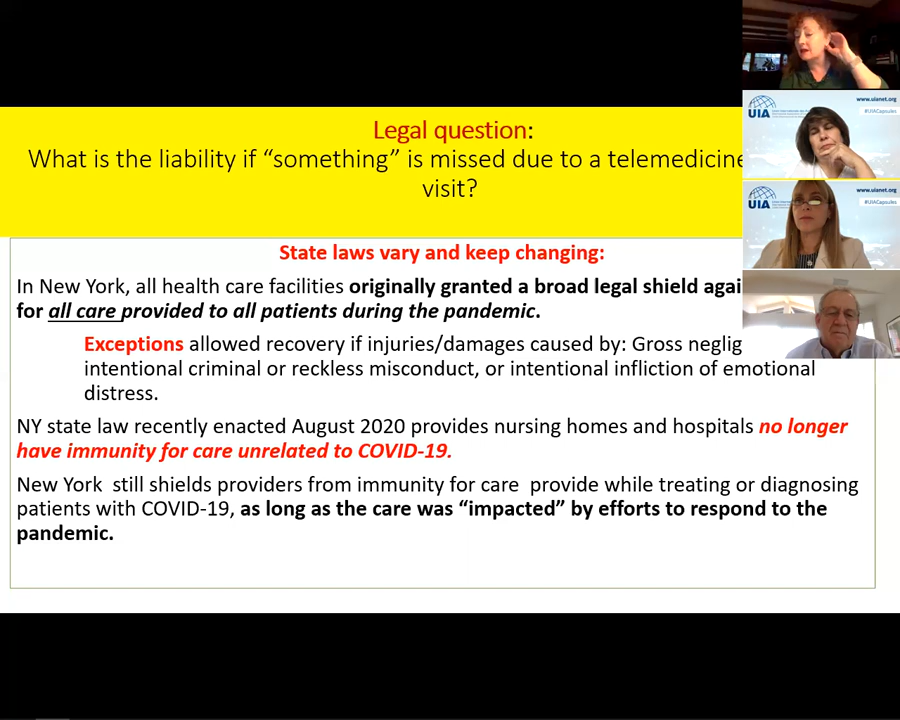 Legal question:
What is the liability if “something” is missed due to a telemedicine
visit?
State laws vary and keep changing:
In New York, all health care facilities originally granted a broad legal shield agai
for all care provided to all patients during the pandemic.
Exceptions allowed recovery if injuries/damages caused by: Gross neglig
intentional criminal or reckless misconduct, or intentional infliction of emotional
distress.
NY state law recently enacted August 2020 provides nursing homes and hospitals no longer
have immunity for care unrelated to COVID-19.
New York still shields providers from immunity for care provide while treating or diagnosing
patients with COVID-19, as long as the care was “impacted” by efforts to respond to the
pandemic.
UIA
www.uianet.org
#UIACapsules
UIA
www.uianet.org
#UIACapsules